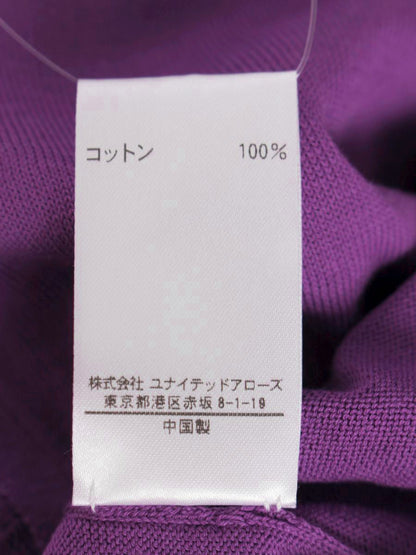 コットン 100%
株式会社 ユナイテッドアローズ
東京都港区赤坂 8-1-19
中国製